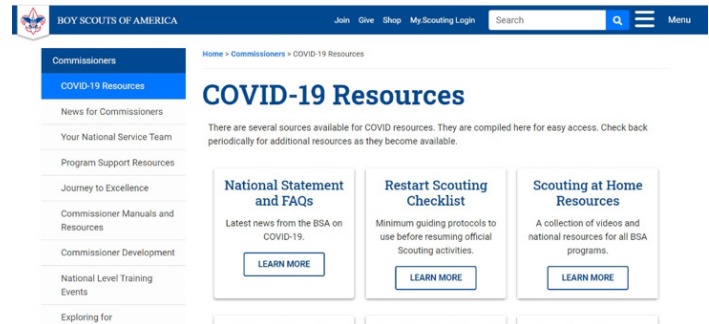 BOY SCOUTS OF AMERICA
Join Give Shop My.Scouting Login Search Menu
Commissioners
COVID-19 Resources
News for Commissioners
Your National Service Team
Program Support Resources
Journey to Excellence
Commissioner Manuals and
Resources
Commissioner Development
National Level Training
Events
Exploring for
Home > Commissioners > COVID-19 Resources
COVID-19 Resources
There are several sources available for COVID resources. They are compiled here for easy access. Check back
periodically for additional resources as they become available.
National Statement
and FAQs
Latest news from the BSA on
COVID-19.
LEARN MORE
Restart Scouting
Checklist
Minimum guiding protocols to
use before resuming official
Scouting activities.
LEARN MORE
Scouting at Home
Resources
A collection of videos and
national resources for all BSA
programs.
LEARN MORE